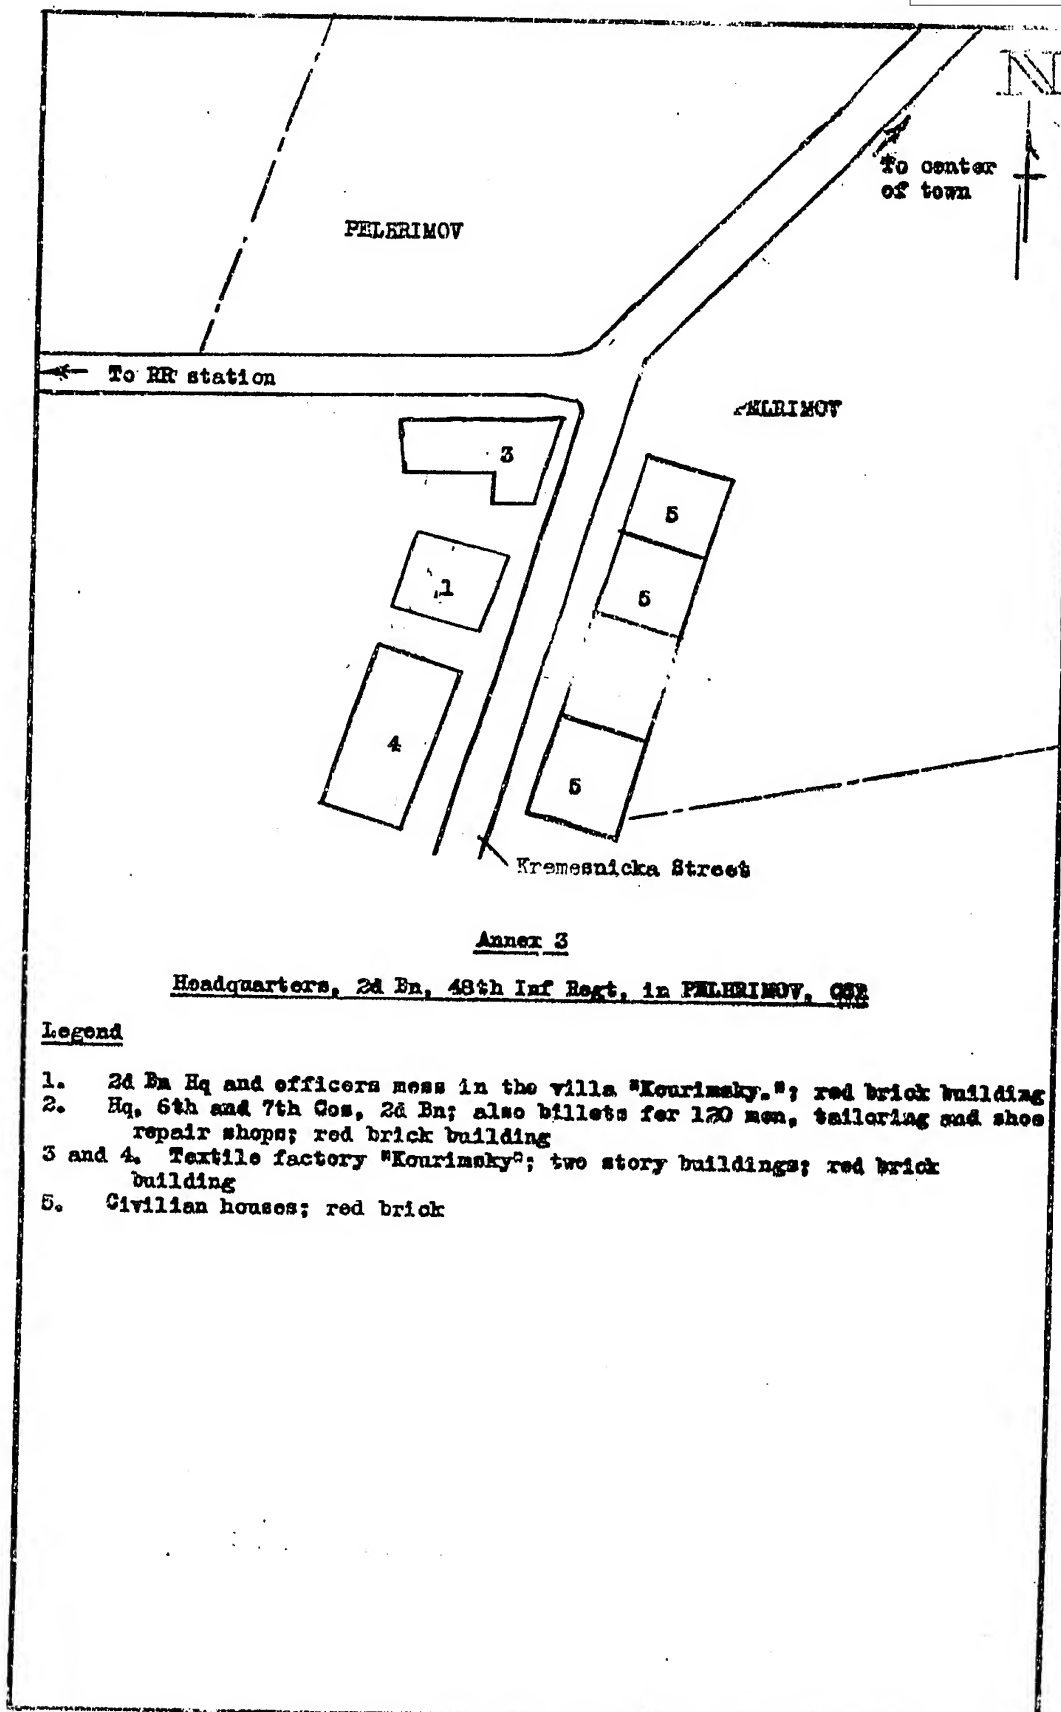 N
To center
of town
PELHRIMOV
To RR station
PELHRIMOV
3
5
1
5
4
5
Kremesnicka Street
Annex 3
Headquarters, 2d Bn, 48th Inf Regt, in PELHRIMOV, CSR
Legend
1. 2d Bn Hq and officers mess in the villa "Kourimsky."; red brick building
2. Hq, 6th and 7th Cos, 2d Bn; also billets for 120 men, tailoring and shoe
repair shops; red brick building
3 and 4. Textile factory "Kourimsky"; two story buildings; red brick
building
5. Civilian houses; red brick